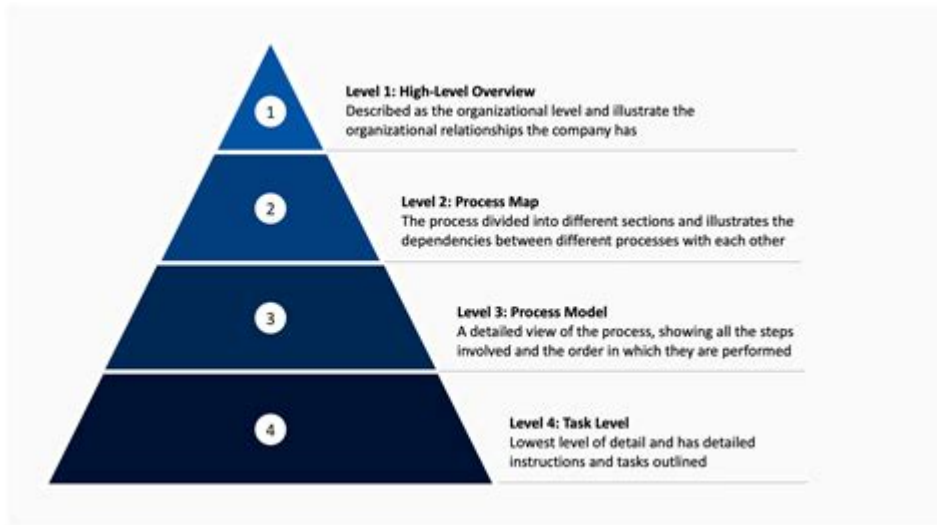 1
Level 1: High-Level Overview
Described as the organizational level and illustrate the
organizational relationships the company has
2
Level 2: Process Map
The process divided into different sections and illustrates the
dependencies between different processes with each other
3
Level 3: Process Model
A detailed view of the process, showing all the steps
involved and the order in which they are performed
4
Level 4: Task Level
Lowest level of detail and has detailed
instructions and tasks outlined